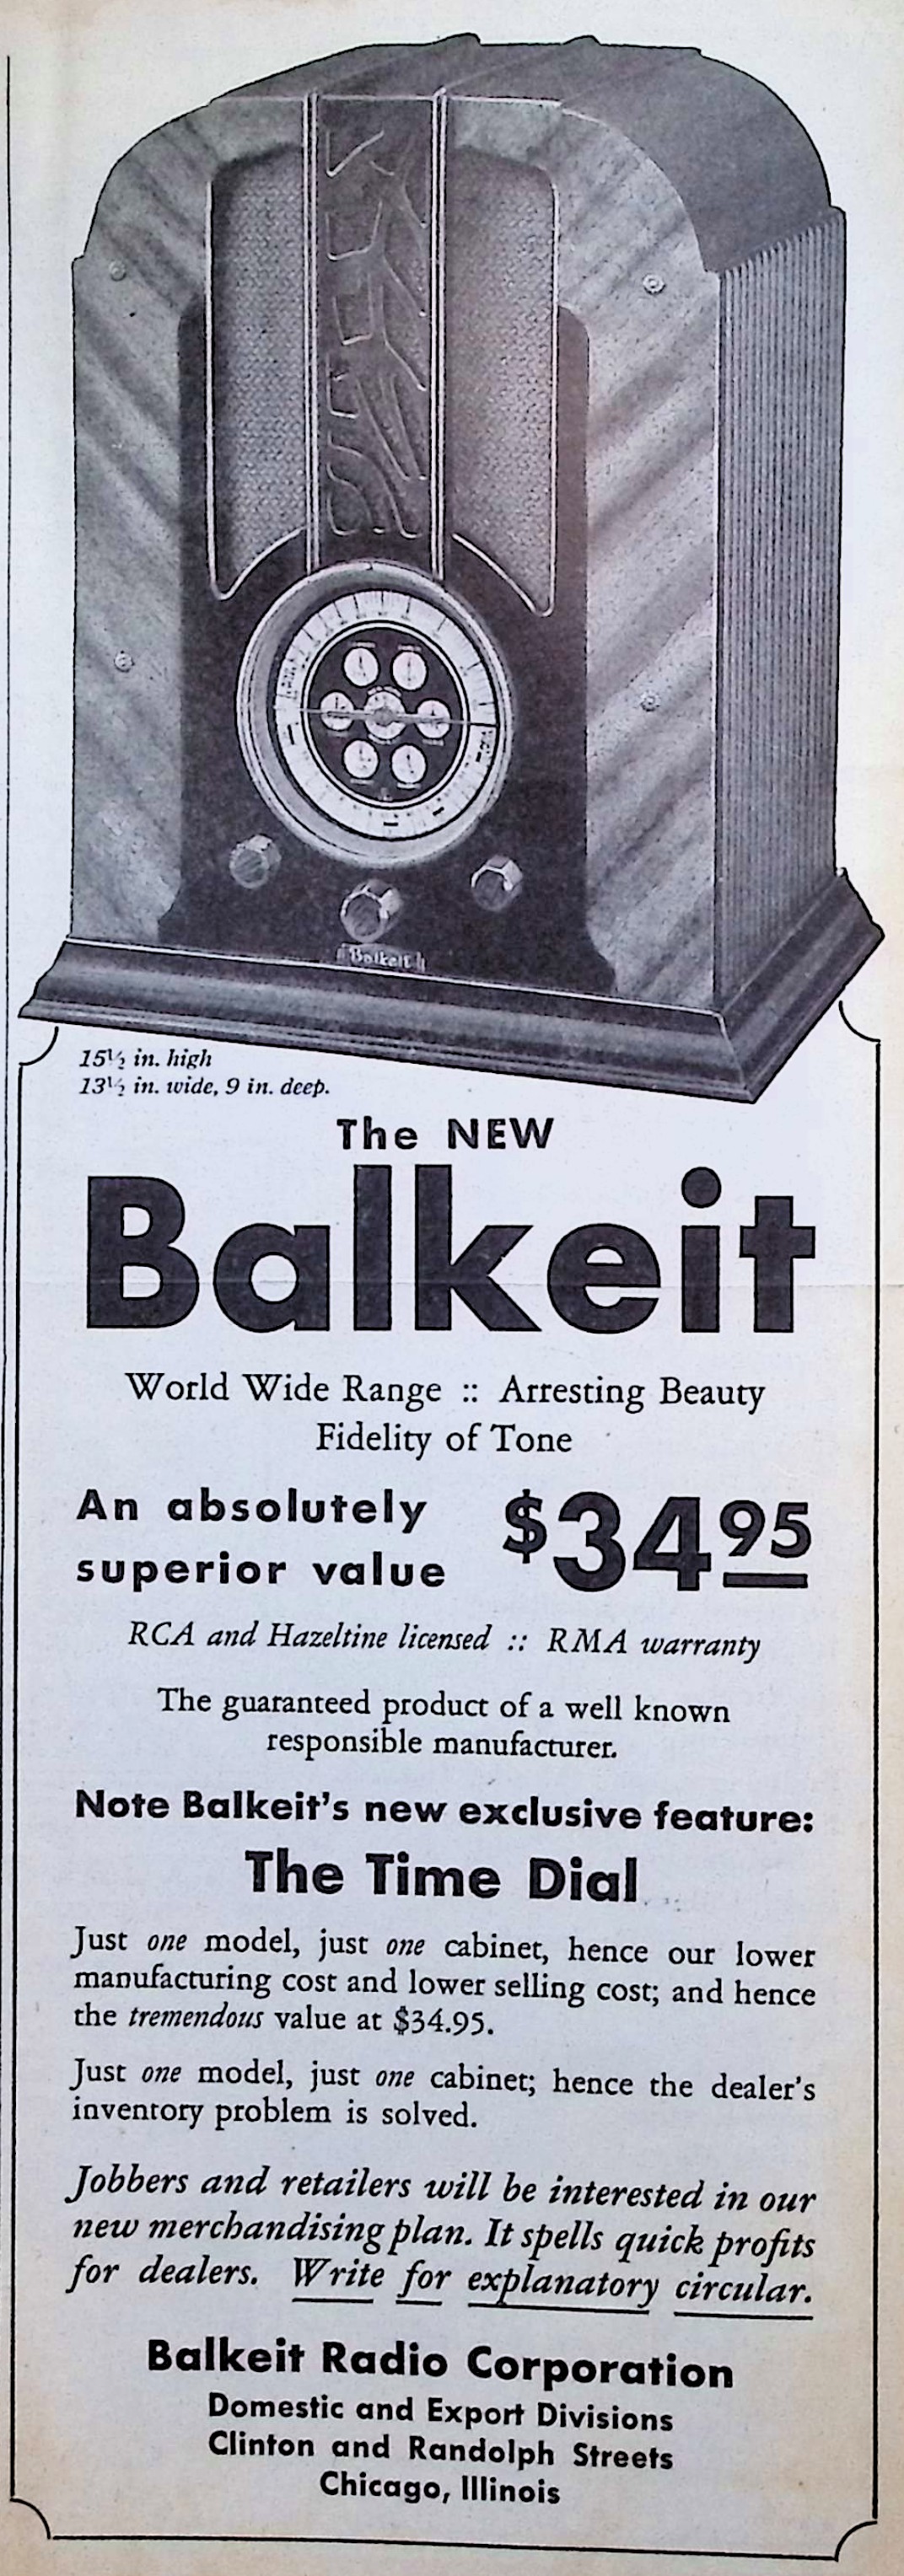 Balkeit
15½ in. high
13½ in. wide, 9 in. deep.
The NEW
Balkeit
World Wide Range :: Arresting Beauty
Fidelity of Tone
An absolutely
superior value
$34 95
RCA and Hazeltine licensed :: RMA warranty
The guaranteed product of a well known
responsible manufacturer.
Note Balkeit's new exclusive feature:
The Time Dial
Just one model, just one cabinet, hence our lower
manufacturing cost and lower selling cost; and hence
the tremendous value at $34.95.
Just one model, just one cabinet; hence the dealer's
inventory problem is solved.
Jobbers and retailers will be interested in our
new merchandising plan. It spells quick profits
for dealers. Write for explanatory circular.
Balkeit Radio Corporation
Domestic and Export Divisions
Clinton and Randolph Streets
Chicago, Illinois